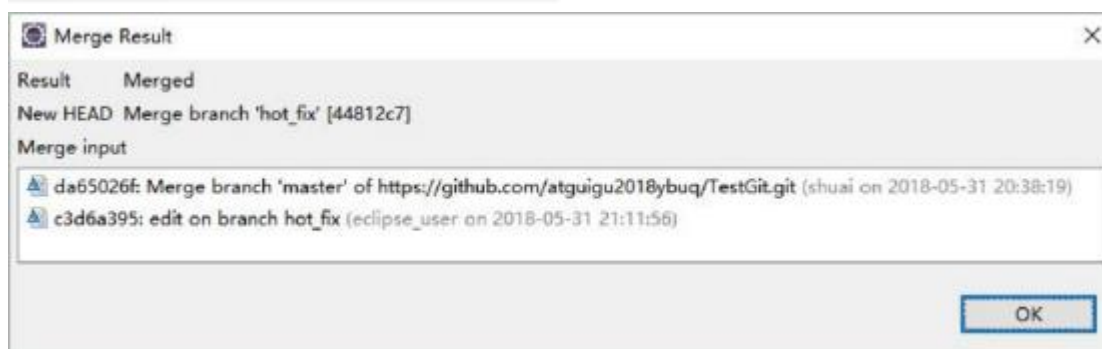 Merge Result
Result Merged
New HEAD Merge branch 'hot_fix' [44812c7]
Merge input
da65026f: Merge branch 'master' of https://github.com/atguigu2018ybuq/TestGit.git (shuai on 2018-05-31 20:38:19)
c3d6a395: edit on branch hot_fix (eclipse_user on 2018-05-31 21:11:56)
OK